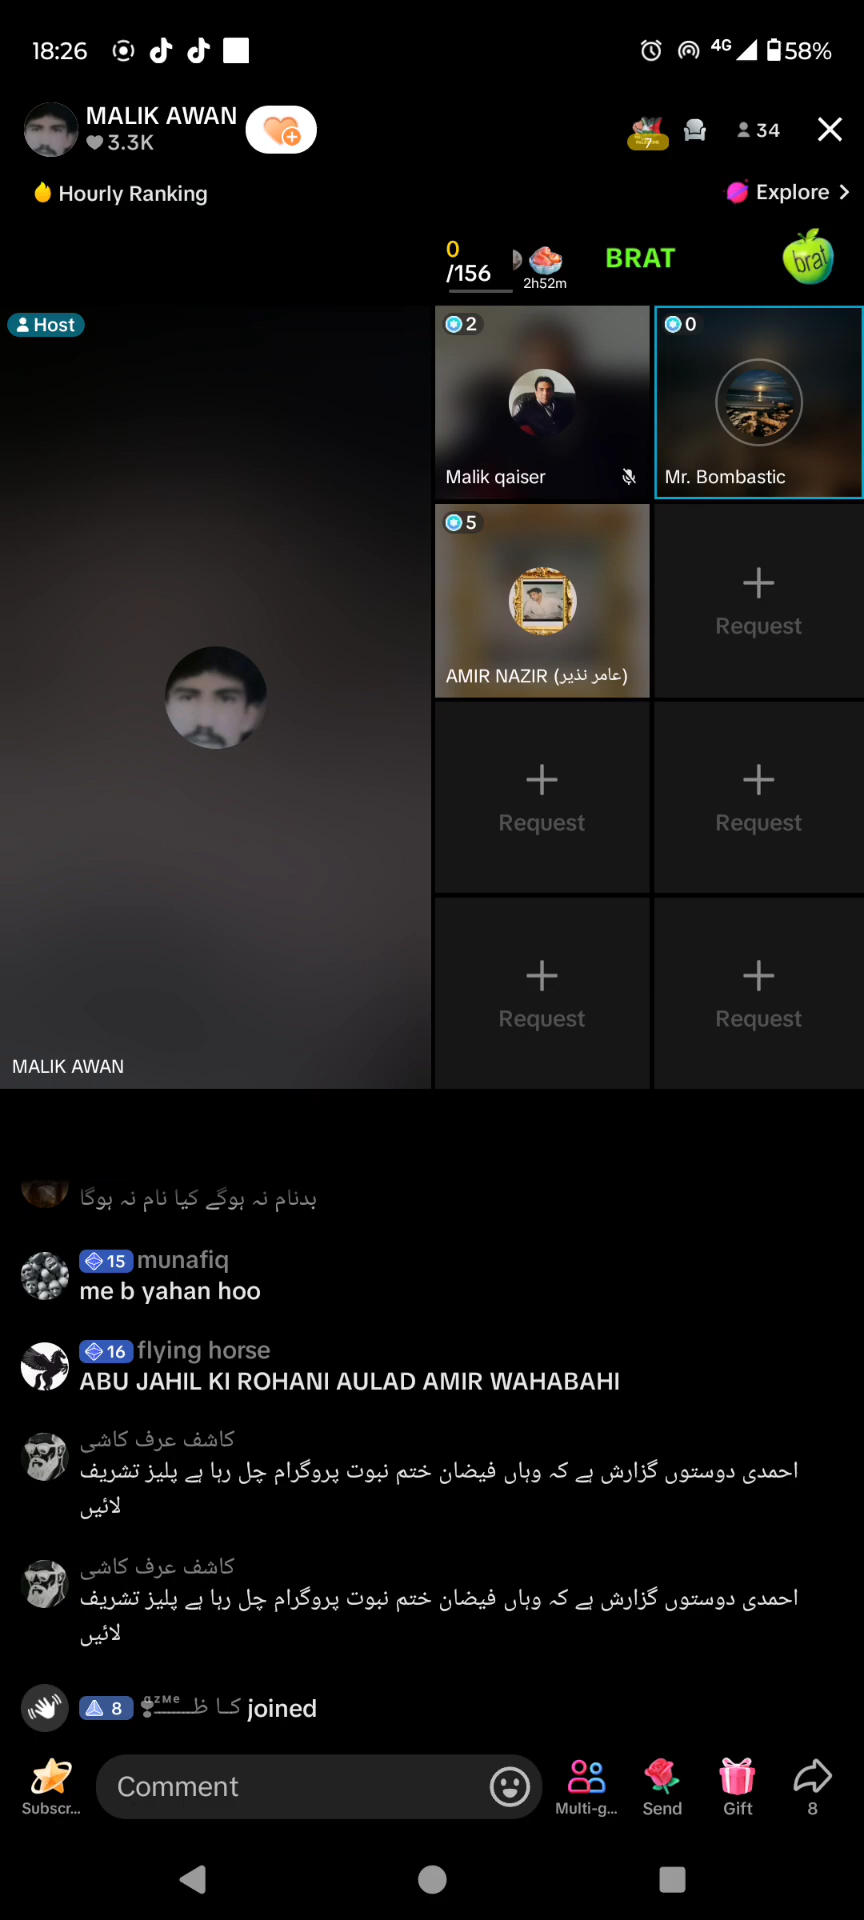 18:26
4G
58%
MALIK AWAN
3.3K
34
Hourly Ranking
Explore
0
/156
2h52m
BRAT
brat
Host
2
0
Malik qaiser
Mr. Bombastic
5
Request
AMIR NAZIR (عامر نذیر)
Request
Request
Request
Request
MALIK AWAN
بدنام نہ ہوگے کیا نام نہ ہوگا
15 munafiq
me b yahan hoo
16 flying horse
ABU JAHIL KI ROHANI AULAD AMIR WAHABAHI
کاشف عرف کاشی
احمدی دوستوں گزارش ہے کہ وہاں فیضان ختم نبوت پروگرام چل رہا ہے پلیز تشریف
لائیں
کاشف عرف کاشی
احمدی دوستوں گزارش ہے کہ وہاں فیضان ختم نبوت پروگرام چل رہا ہے پلیز تشریف
لائیں
8 joined
Subscr...
Comment
Multi-g...
Send
Gift
8